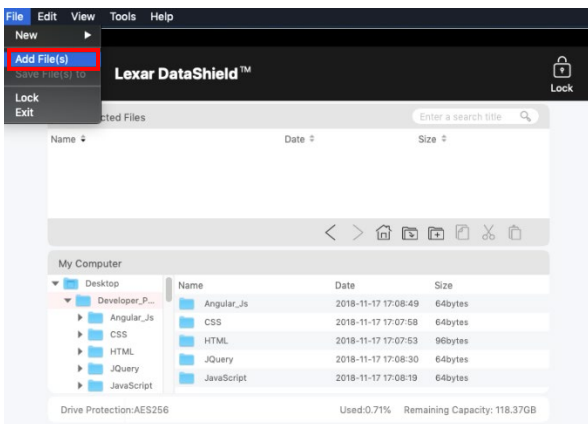 File Edit View Tools Help
New
Add File(s)
Save File(s) to
Lock
Exit
Lexar DataShield™
Lock
cted Files
Enter a search title
Name Date Size
My Computer
Desktop
Developer_P...
Angular_Js
CSS
HTML
JQuery
JavaScript
Name Date Size
Angular_Js 2018-11-17 17:08:49 64bytes
CSS 2018-11-17 17:07:58 64bytes
HTML 2018-11-17 17:07:53 96bytes
JQuery 2018-11-17 17:08:30 64bytes
JavaScript 2018-11-17 17:08:19 64bytes
Drive Protection:AES256 Used:0.71% Remaining Capacity: 118.37GB